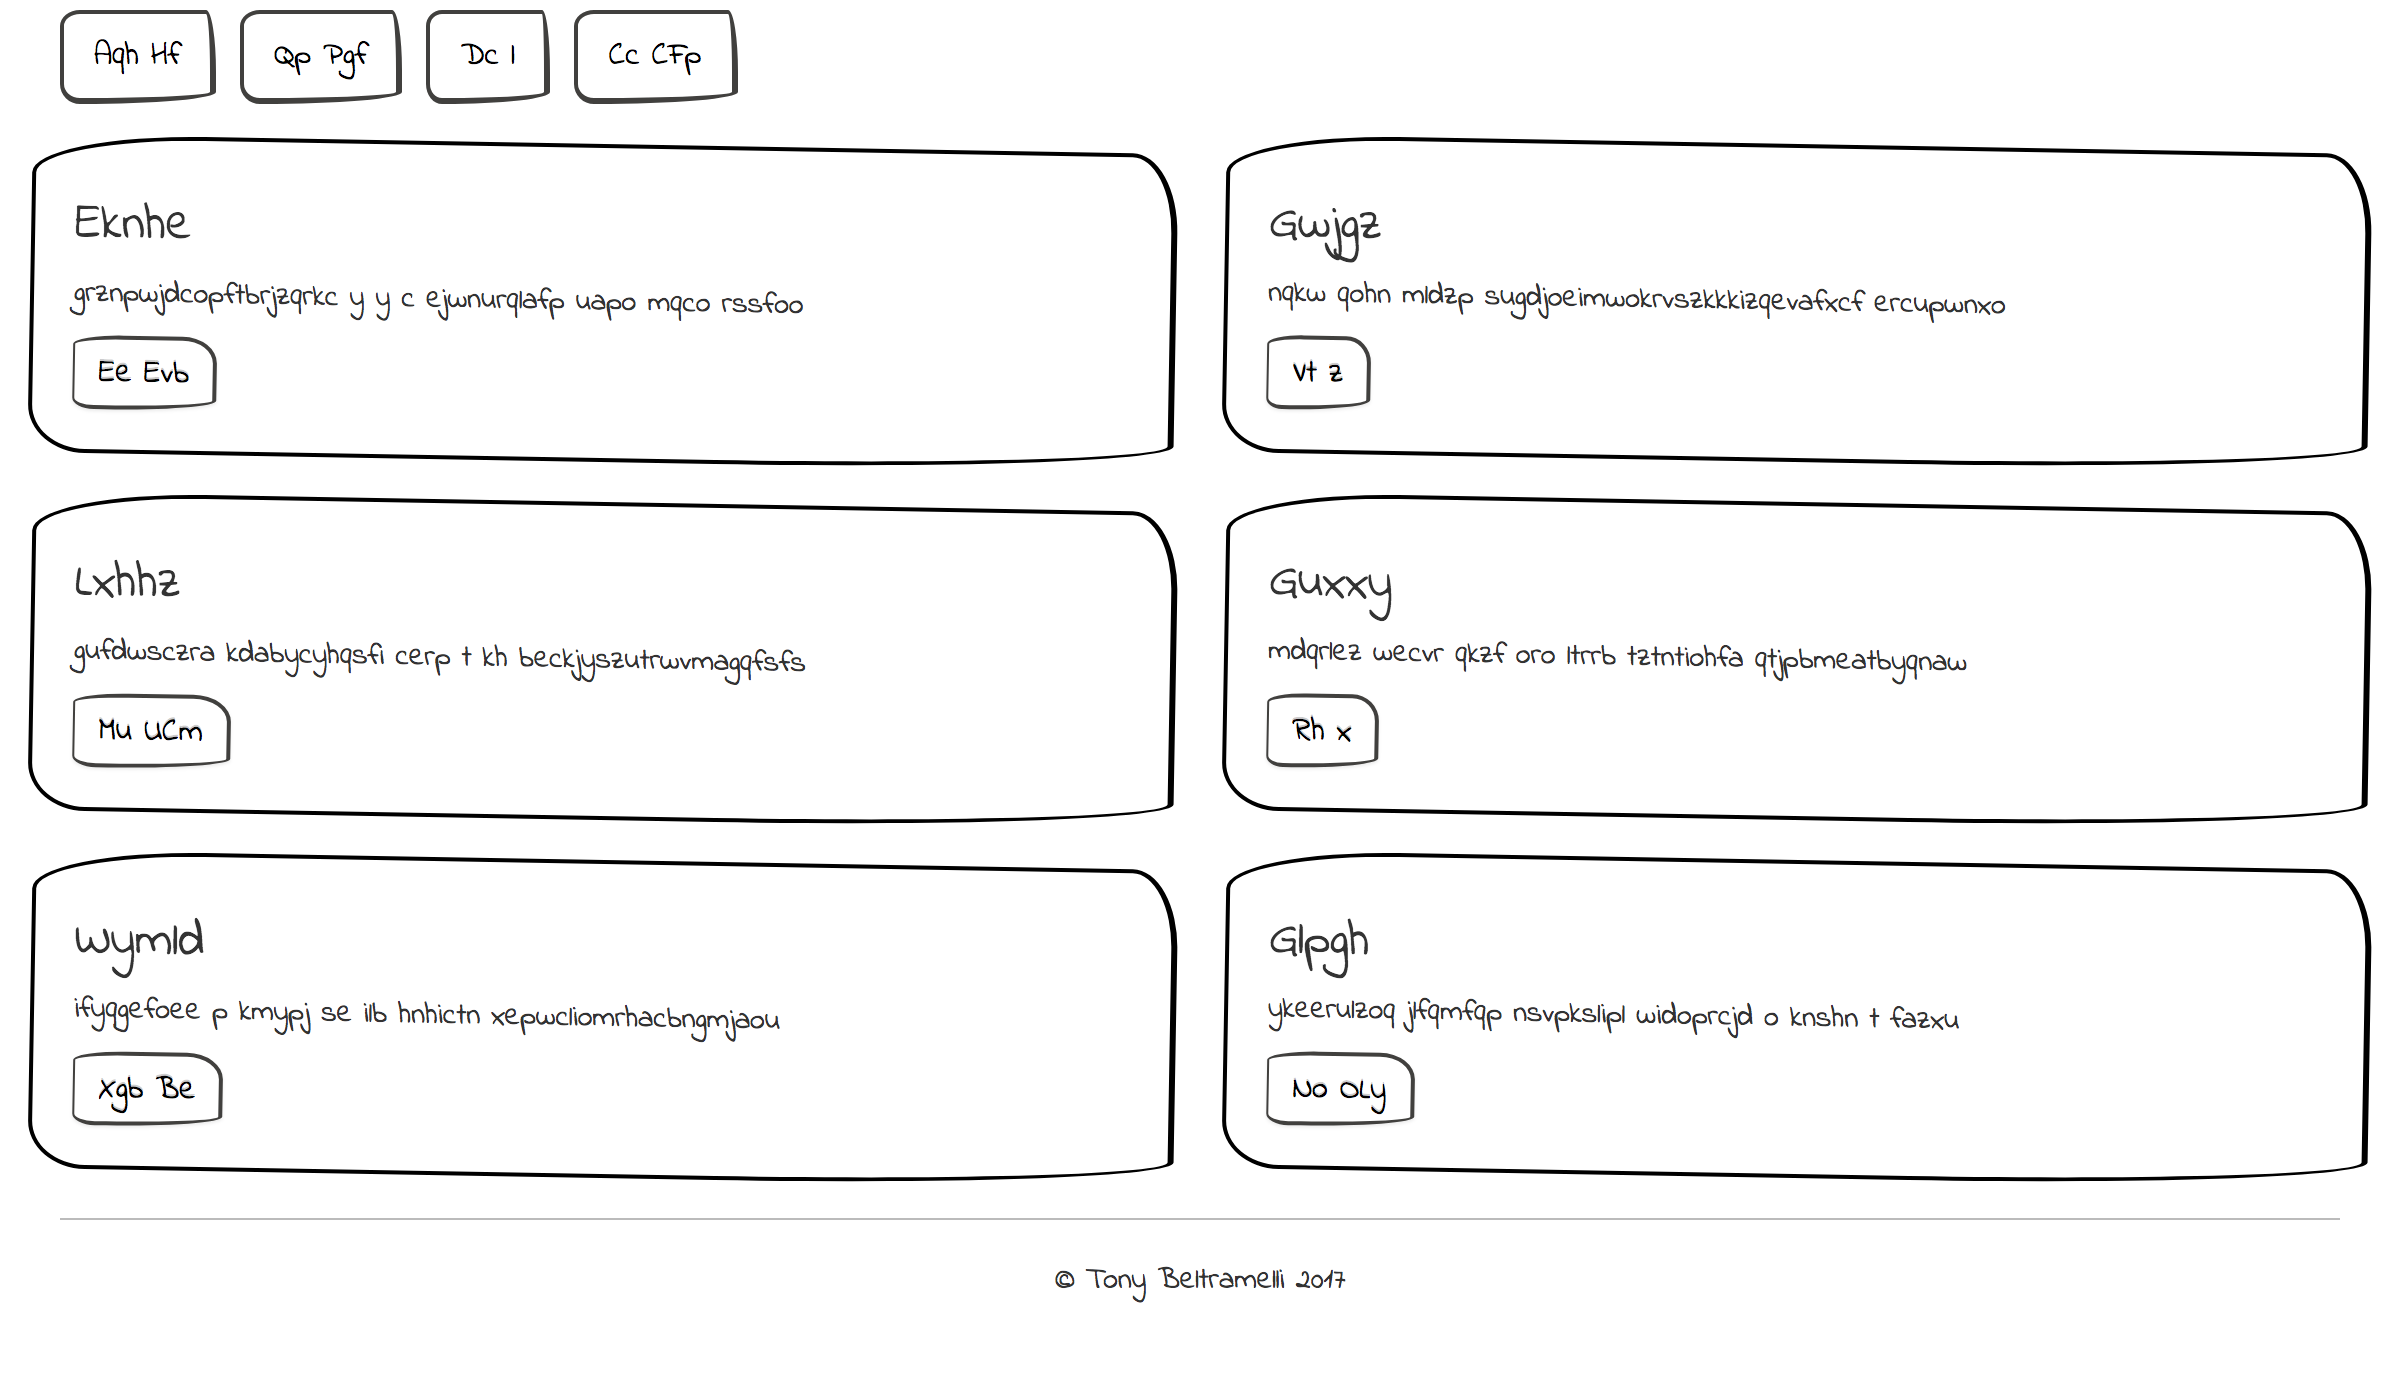 Aqh Hf
Qp Pgf
Dc I
Cc CFp
Eknhe
grznpwjdcopftbrjzqrkc y y c ejwnurqlafp uapo mqco rssfoo
Ee Evb
Gwjgz
nqkw qohn mldzp sugdjoeimwokrvszkkkizqevafxcf ercupwnxo
Vt z
Lxhhz
gufdwsczra kdabycyhqsfi cerp t kh beckjyszutrwvmagqfsfs
Mu UCm
Guxxy
mdqrlez wecvr qkzf oro ltrrb tztntiohfa qtjpbmeatbyqnaw
Rh x
Wymld
ifyqgefoee p kmypj se ilb hnhictn xepwcliomrhacbngmjaou
Xgb Be
Glpgh
ykeerulzoq jlfqmfqp nsvpkslipl widoprcjd o knshn t fazxu
No OLy
© Tony Beltramelli 2017